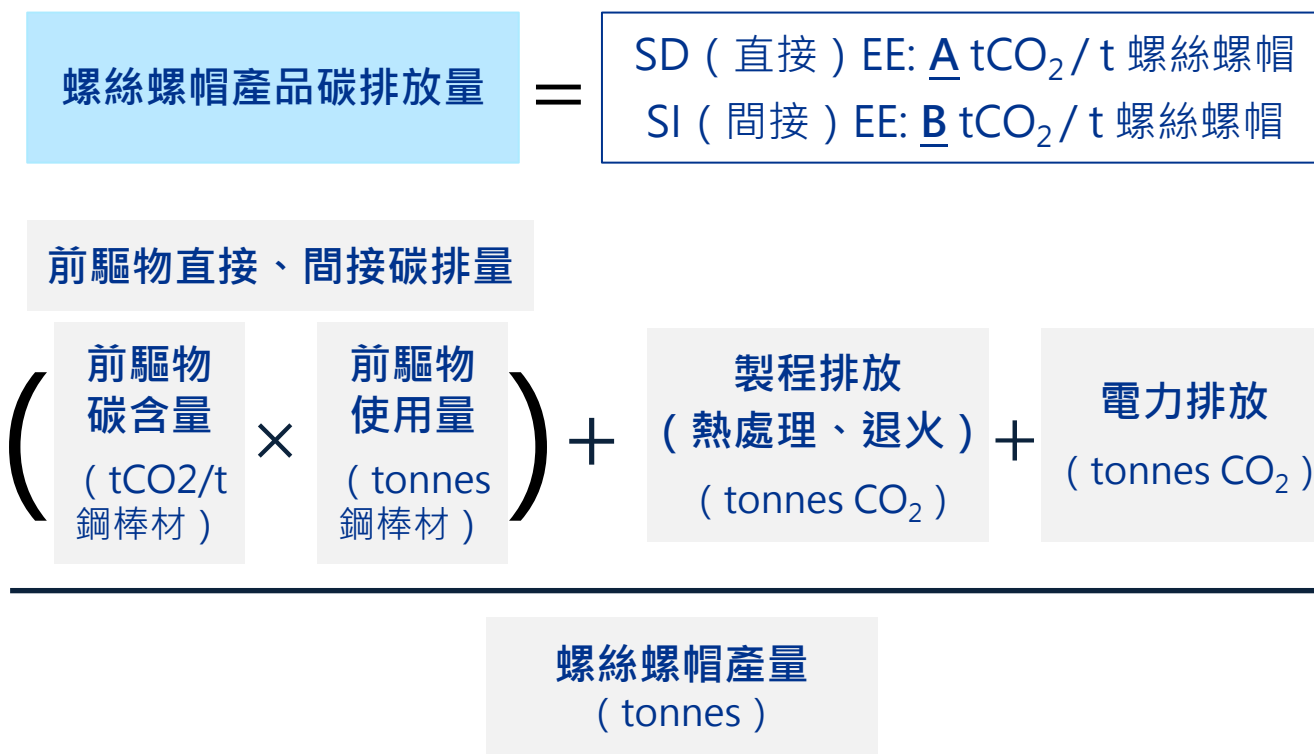 螺絲螺帽產品碳排放量
=
SD（直接）EE: A tCO₂/ t 螺絲螺帽
SI（間接）EE: B tCO₂/ t 螺絲螺帽
前驅物直接、間接碳排量
(
前驅物
碳含量
（tCO2/t
鋼棒材）
×
前驅物
使用量
（tonnes
鋼棒材）
)
+
製程排放
（熱處理、退火）
（tonnes CO₂）
+
電力排放
（tonnes CO₂）
螺絲螺帽產量
（tonnes）